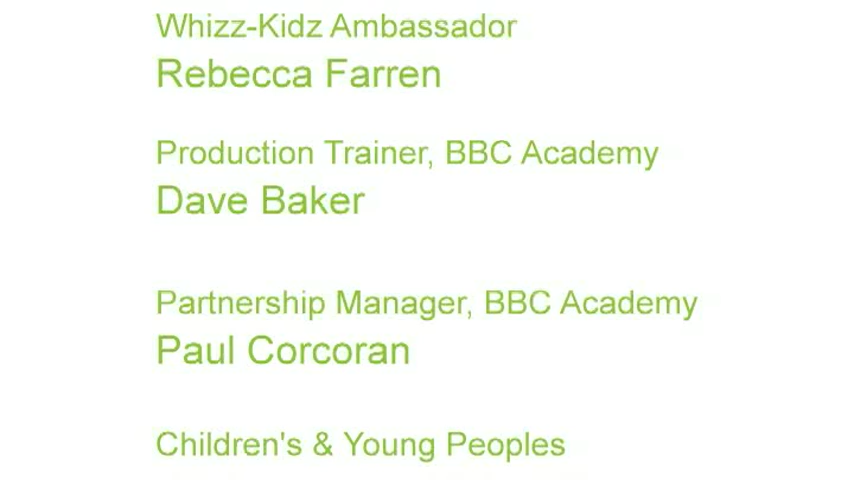 Whizz-Kidz Ambassador
Rebecca Farren
Production Trainer, BBC Academy
Dave Baker
Partnership Manager, BBC Academy
Paul Corcoran
Children's & Young Peoples